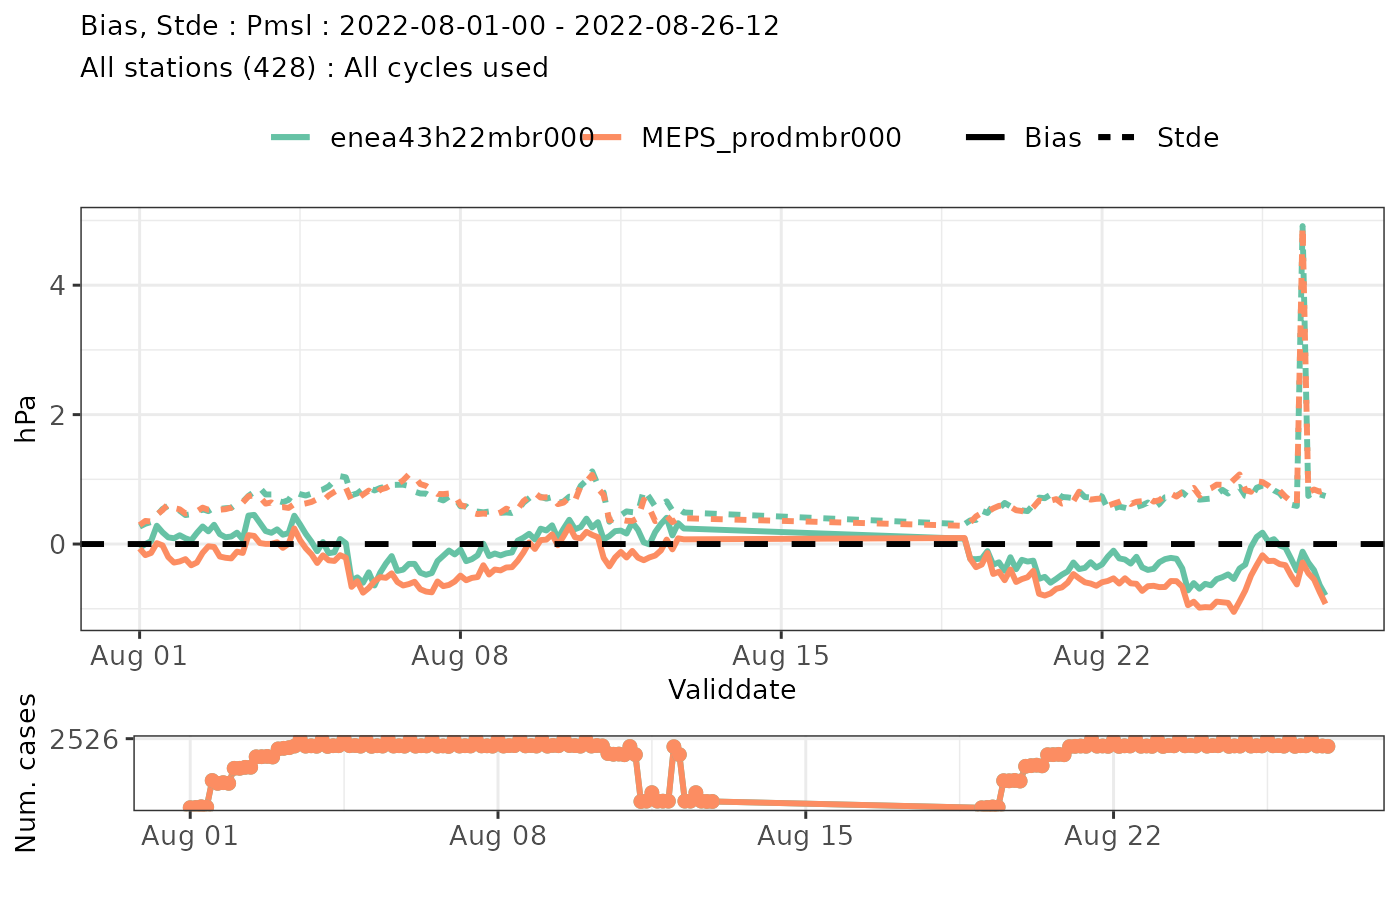 Bias, Stde : Pmsl : 2022-08-01-00 - 2022-08-26-12
All stations (428) : All cycles used
enea43h22mbr000 MEPS_prodmbr000 Bias Stde
hPa
4
2
0
Aug 01 Aug 08 Aug 15 Aug 22
Validdate
Num. cases
2526
Aug 01 Aug 08 Aug 15 Aug 22